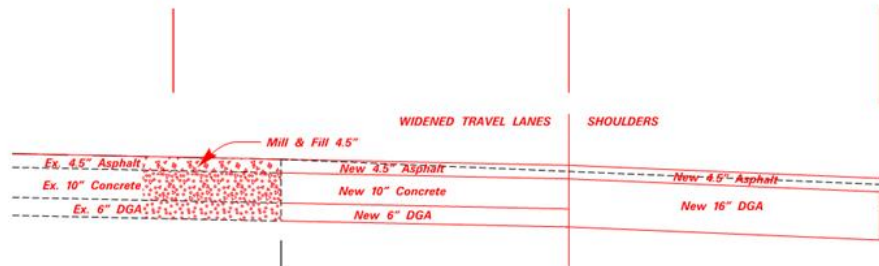 WIDENED TRAVEL LANES
SHOULDERS
Mill & Fill 4.5"
Ex. 4.5" Asphalt
New 4.5" Asphalt
New 4.5" Asphalt
Ex. 10" Concrete
New 10" Concrete
New 16" DGA
Ex. 6" DGA
New 6" DGA